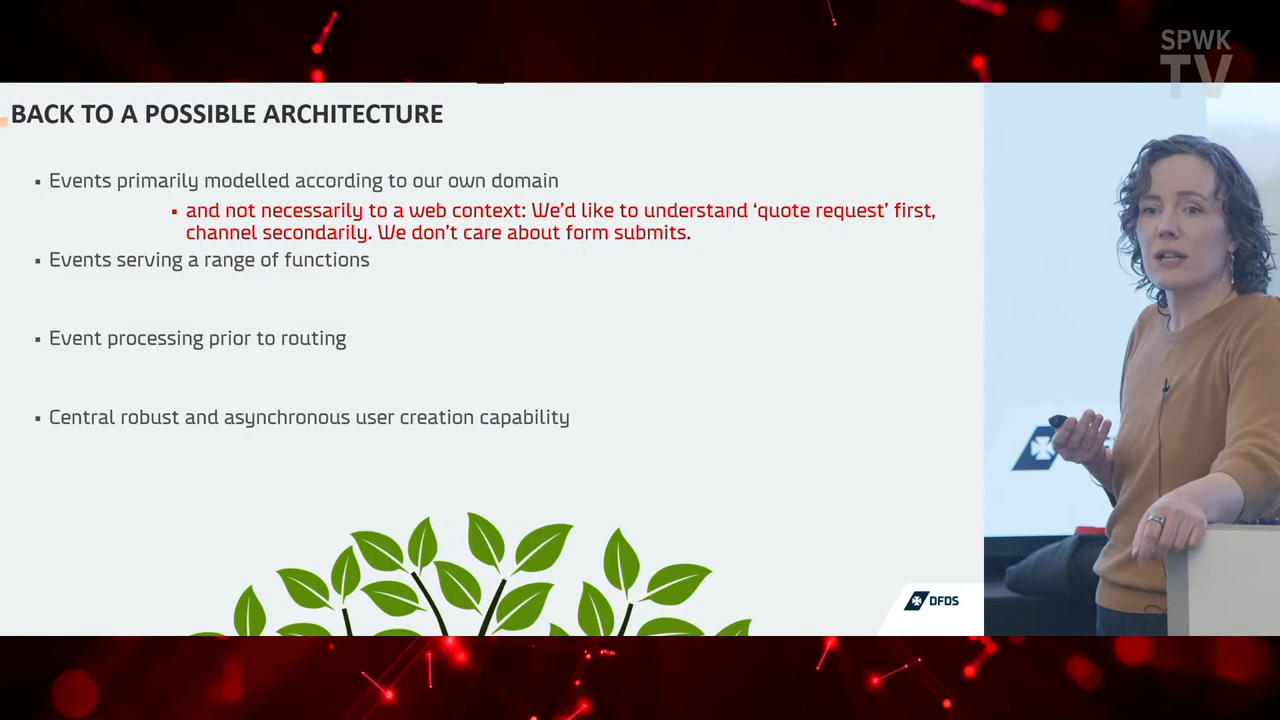 SPWK
TV
BACK TO A POSSIBLE ARCHITECTURE
▪ Events primarily modelled according to our own domain
▪ and not necessarily to a web context: We'd like to understand ‘quote request’ first,
channel secondarily. We don't care about form submits.
▪ Events serving a range of functions
▪ Event processing prior to routing
▪ Central robust and asynchronous user creation capability
DFDS